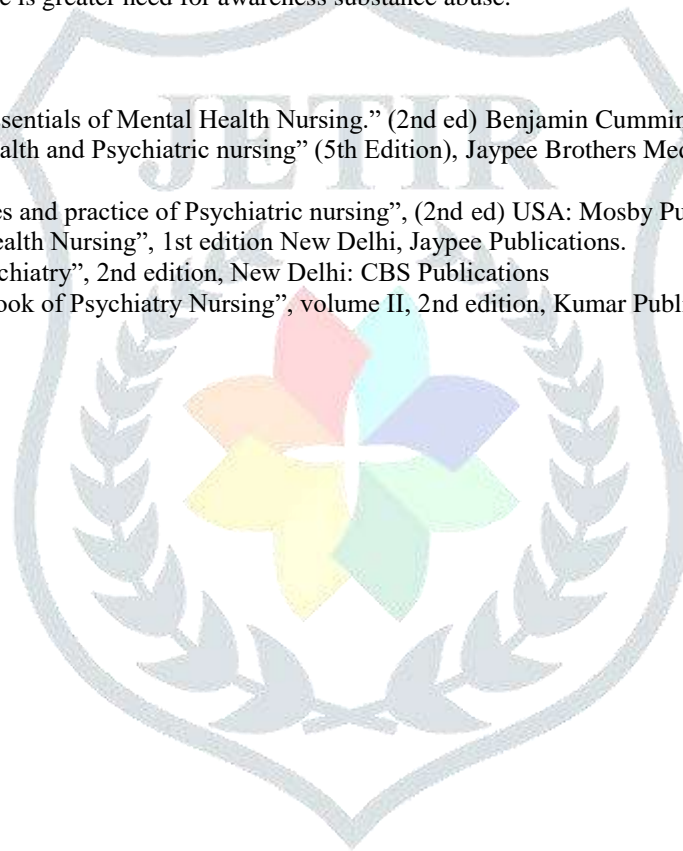 is greater need for awareness substance abuse.
JETIR
ssentials of Mental Health Nursing.” (2nd ed) Benjamin Cummin
alth and Psychiatric nursing” (5th Edition), Jaypee Brothers Med
es and practice of Psychiatric nursing”, (2nd ed) USA: Mosby Pu
ealth Nursing”, 1st edition New Delhi, Jaypee Publications.
chiatry”, 2nd edition, New Delhi: CBS Publications
ook of Psychiatry Nursing”, volume II, 2nd edition, Kumar Publi